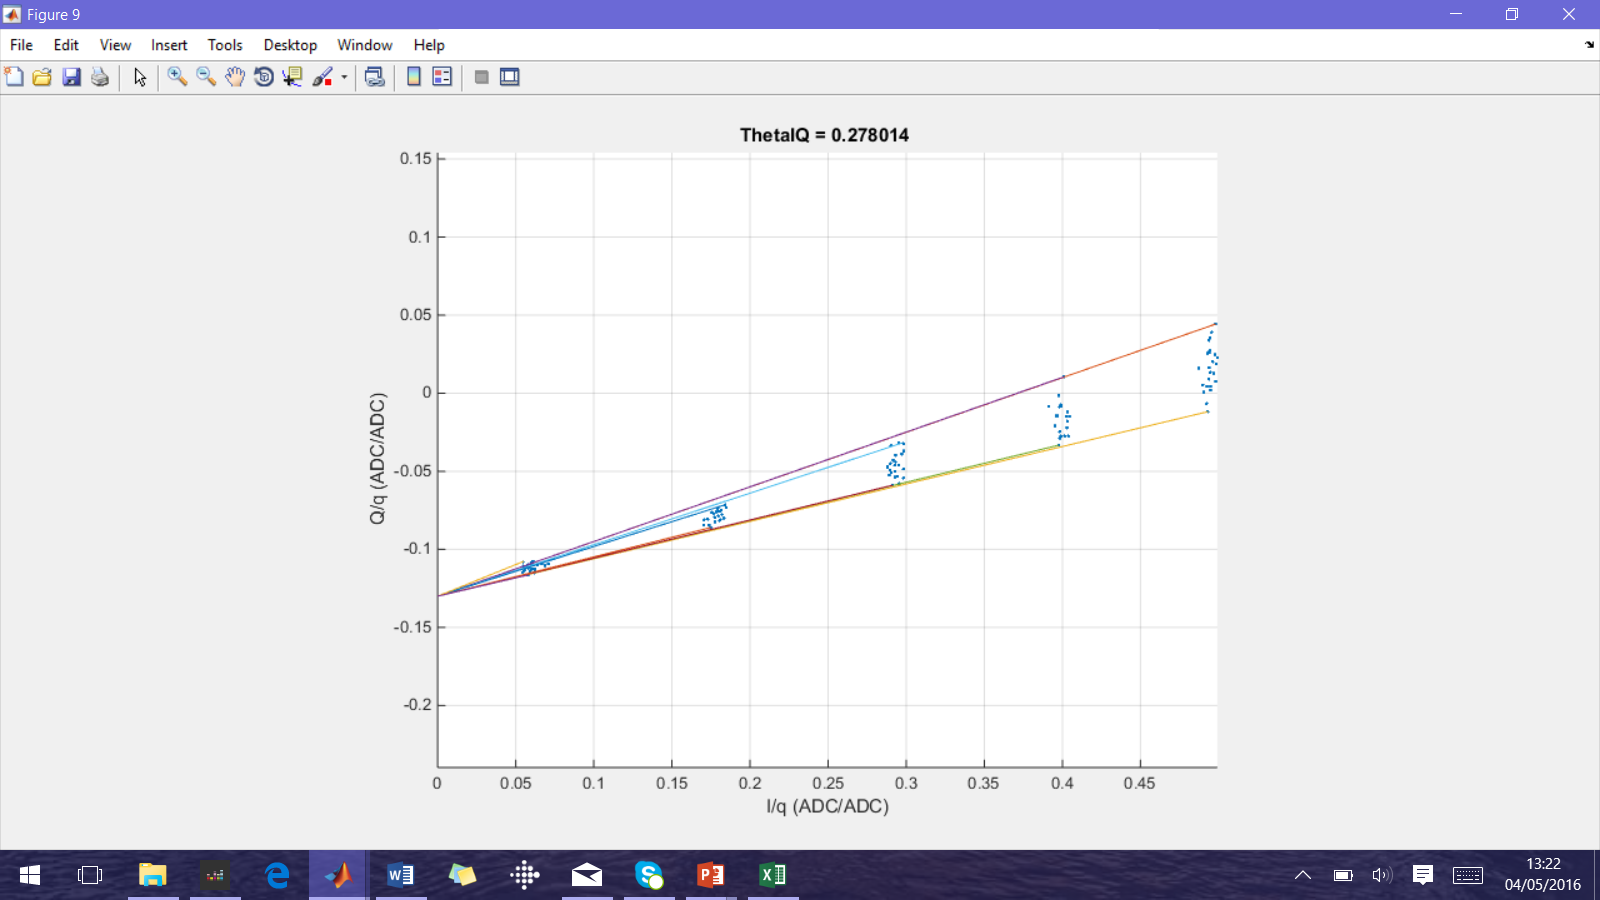 Figure 9
File Edit View Insert Tools Desktop Window Help
ThetaIQ = 0.278014
0.15
0.1
0.05
0
-0.05
-0.1
-0.15
-0.2
Q/q (ADC/ADC)
0 0.05 0.1 0.15 0.2 0.25 0.3 0.35 0.4 0.45
I/q (ADC/ADC)
13:22
04/05/2016